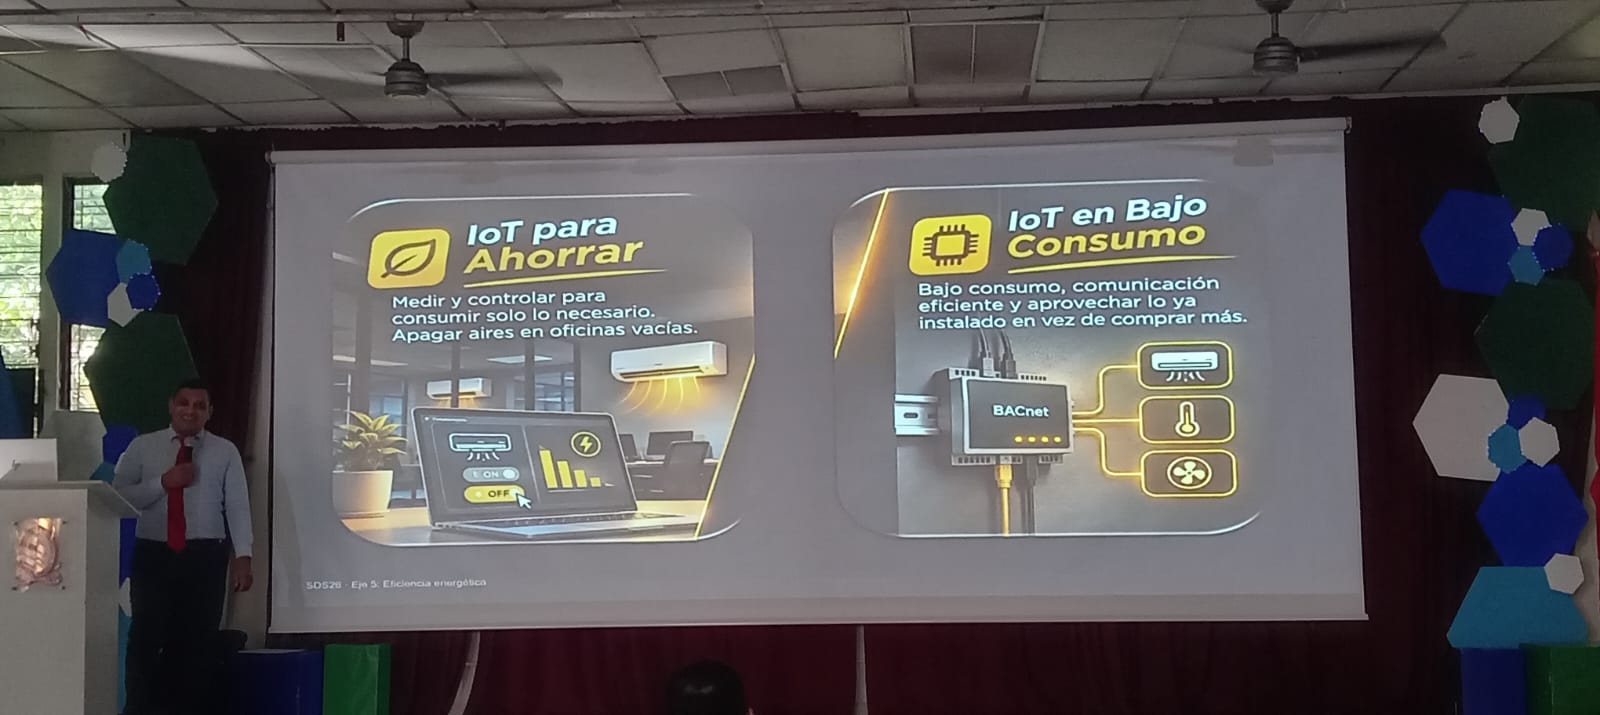 IoT para
Ahorrar
Medir y controlar para
consumir solo lo necesario.
Apagar aires en oficinas vacías.
ON
OFF
IoT en Bajo
Consumo
Bajo consumo, comunicación
eficiente y aprovechar lo ya
instalado en vez de comprar más.
BACnet
SDS26 - Eje 5: Eficiencia energética